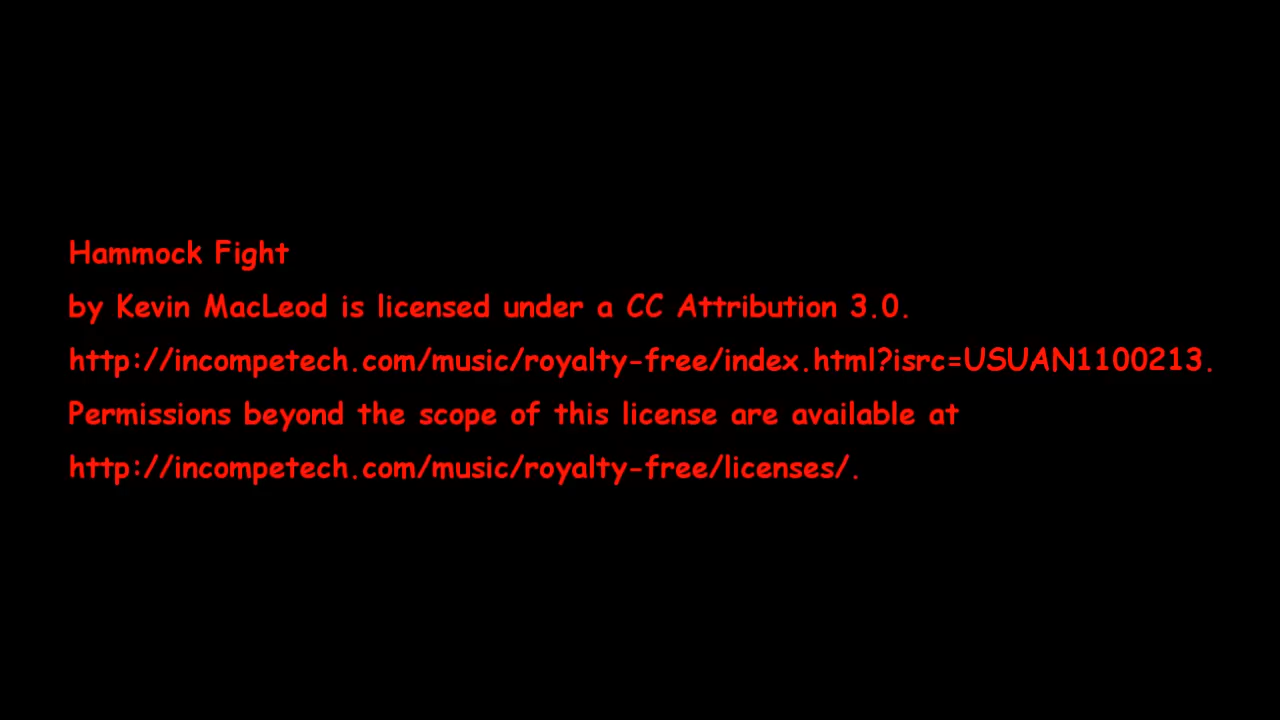 Hammock Fight
by Kevin MacLeod is licensed under a CC Attribution 3.0.
http://incompetech.com/music/royalty-free/index.html?isrc=USUAN1100213.
Permissions beyond the scope of this license are available at
http://incompetech.com/music/royalty-free/licenses/.